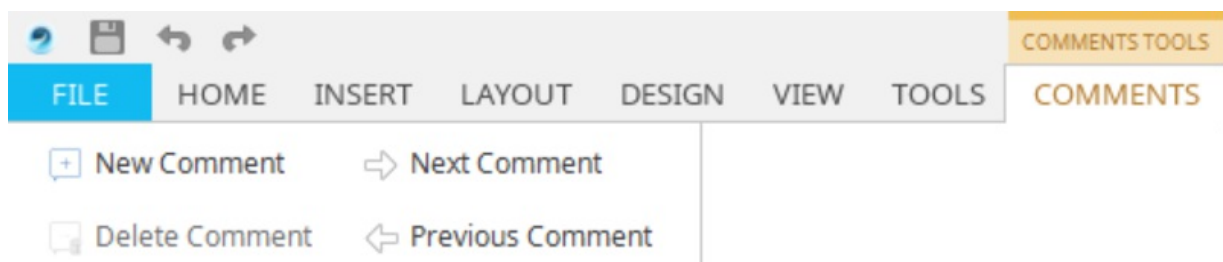 COMMENTS TOOLS
FILE HOME INSERT LAYOUT DESIGN VIEW TOOLS COMMENTS
New Comment Next Comment
Delete Comment Previous Comment